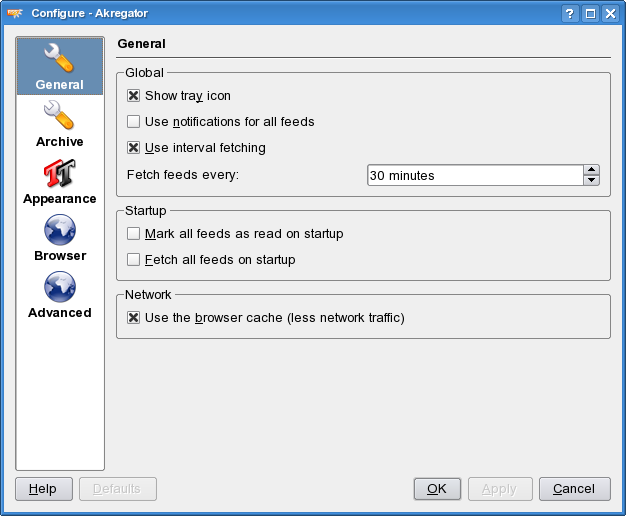 Configure - Akregator
General
General
Archive
Appearance
Browser
Advanced
Global
Show tray icon
Use notifications for all feeds
Use interval fetching
Fetch feeds every:
30 minutes
Startup
Mark all feeds as read on startup
Fetch all feeds on startup
Network
Use the browser cache (less network traffic)
Help
Defaults
OK
Apply
Cancel